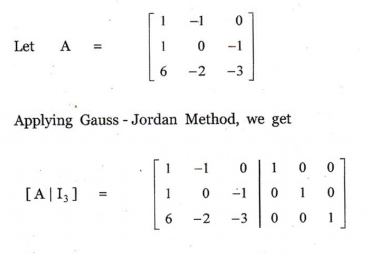 1 -1 0
Let A = 1 0 -1
6 -2 -3
Applying Gauss - Jordan Method, we get
1 -1 0 1 0 0
[A | I₃] = 1 0 -1 0 1 0
6 -2 -3 0 0 1